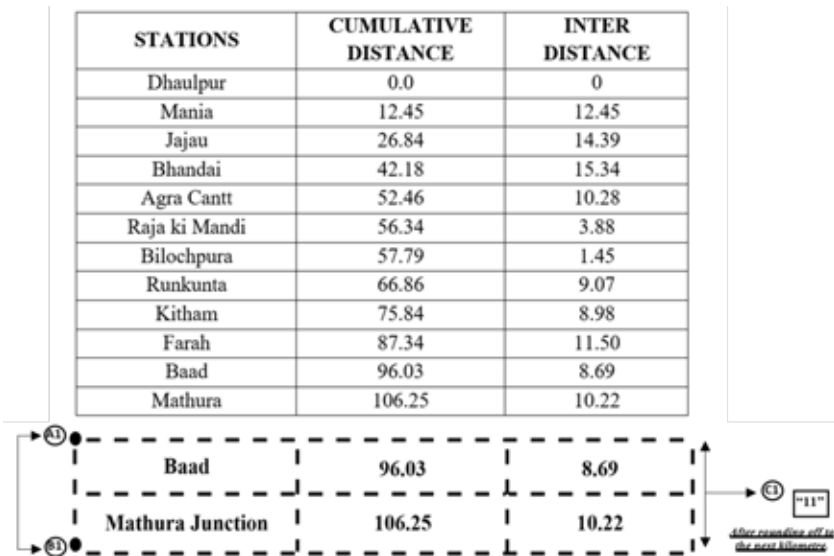 STATIONS CUMULATIVE DISTANCE INTER DISTANCE
Dhaulpur 0.0 0
Mania 12.45 12.45
Jajau 26.84 14.39
Bhandai 42.18 15.34
Agra Cantt 52.46 10.28
Raja ki Mandi 56.34 3.88
Bilochpura 57.79 1.45
Runkunta 66.86 9.07
Kitham 75.84 8.98
Farah 87.34 11.50
Baad 96.03 8.69
Mathura 106.25 10.22
A1
Baad 96.03 8.69
C1 "11"
Mathura Junction 106.25 10.22
B1
After rounding off to
the next kilometre